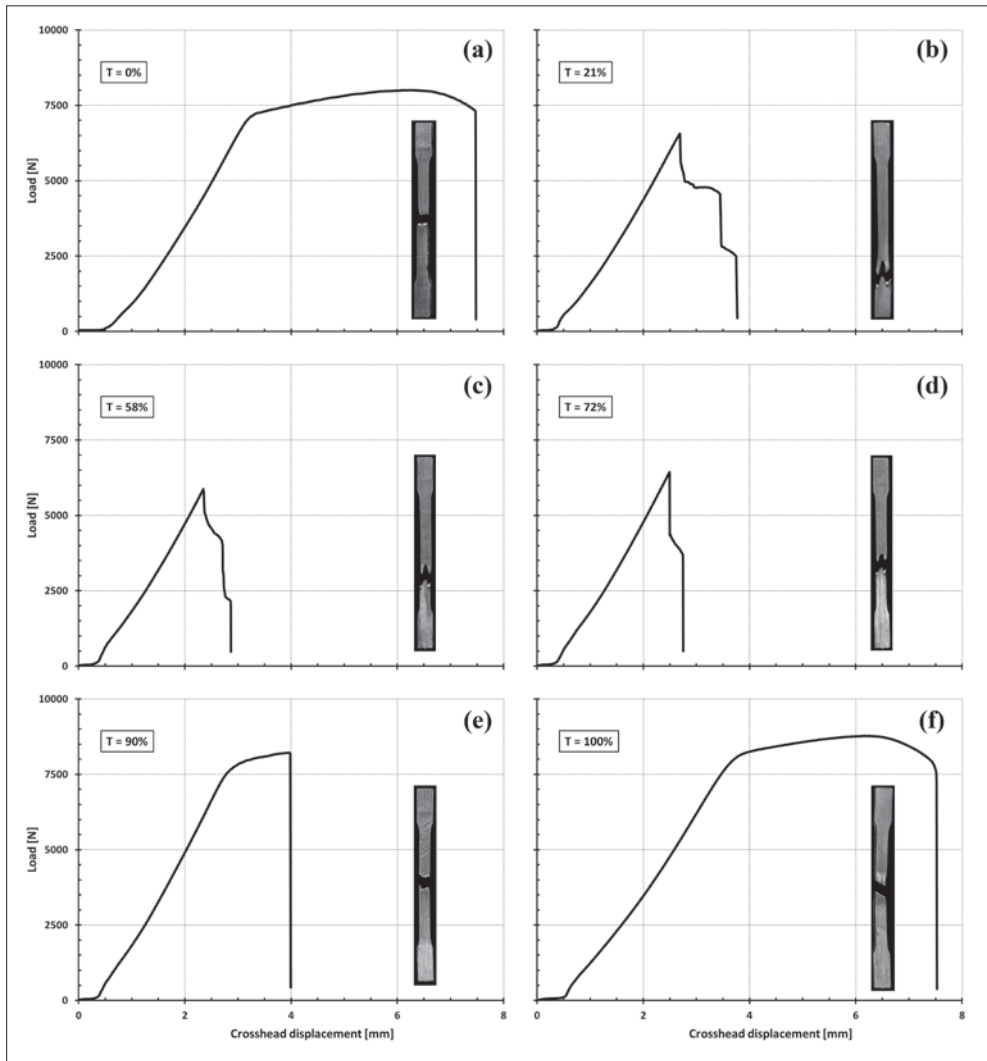 10000
(a)
(b)
T = 0%
T = 21%
7500
Load [N]
5000
2500
0
10000
(c)
(d)
T = 58%
T = 72%
7500
Load [N]
5000
2500
0
10000
(e)
(f)
T = 90%
T = 100%
7500
Load [N]
5000
2500
0
0 2 4 6 8 0 2 4 6 8
Crosshead displacement [mm] Crosshead displacement [mm]